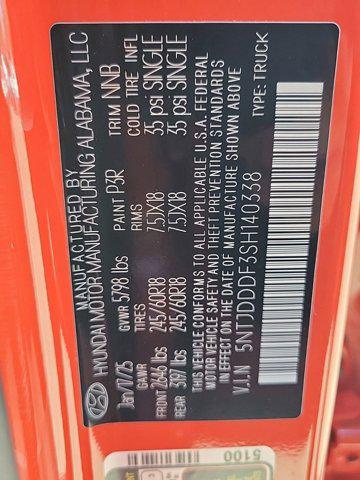 MANUFACTURED BY
HYUNDAI MOTOR MANUFACTURING ALABAMA, LLC
Jan/17/25 PAINT P3R TRIM NNB
GVWR 5798 lbs
GAWR TIRES RIMS COLD TIRE INFL
FRONT 2646 lbs 245/60R18 7.5JX18 35 psi SINGLE
REAR 3197 lbs 245/60R18 7.5JX18 35 psi SINGLE
THIS VEHICLE CONFORMS TO ALL APPLICABLE U.S.A. FEDERAL
MOTOR VEHICLE SAFETY AND THEFT PREVENTION STANDARDS
IN EFFECT ON THE DATE OF MANUFACTURE SHOWN ABOVE
V.I.N 5NTJDDDF3SH140338 TYPE: TRUCK
5100